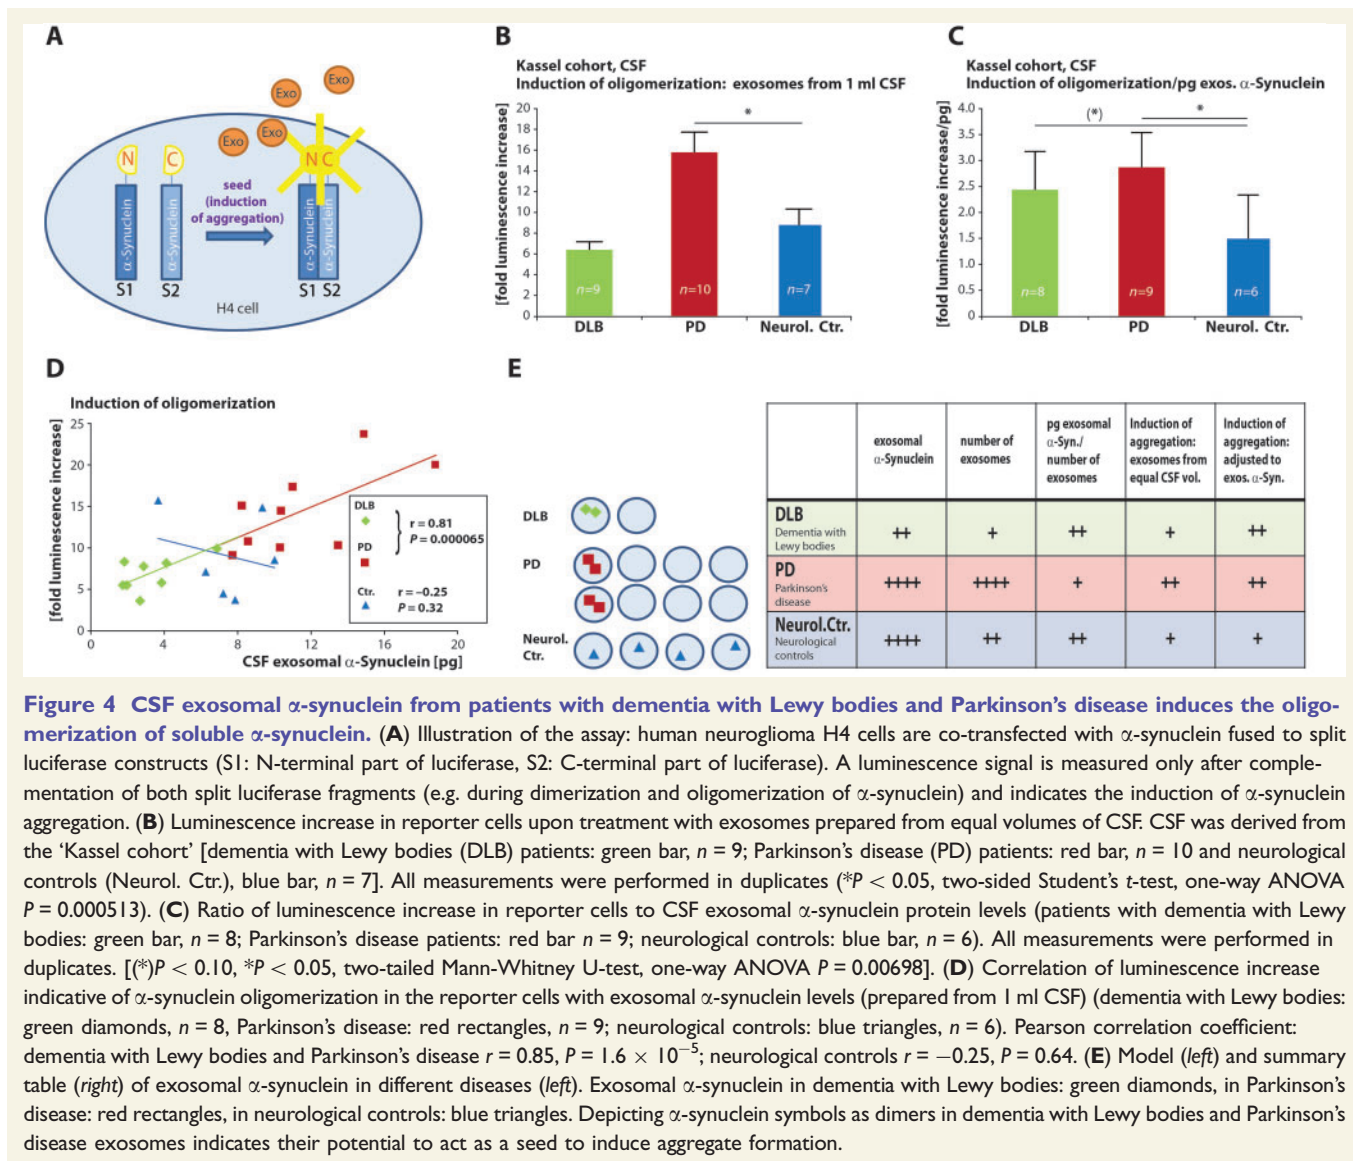 A
Exo
Exo
Exo
Exo
N
C
N C
seed
(induction
of aggregation)
α-Synuclein
α-Synuclein
α-Synuclein
α-Synuclein
S1
S2
S1 S2
H4 cell
B
Kassel cohort, CSF
Induction of oligomerization: exosomes from 1 ml CSF
[fold luminescence increase]
20
18
16
14
12
10
8
6
4
2
0
*
n=9
n=10
n=7
DLB
PD
Neurol. Ctr.
C
Kassel cohort, CSF
Induction of oligomerization/pg exos. α-Synuclein
[fold luminescence increase/pg]
4.0
3.5
3.0
2.5
2.0
1.5
1.0
0.5
0
(*)
*
n=8
n=9
n=6
DLB
PD
Neurol. Ctr.
D
Induction of oligomerization
[fold luminescence increase]
25
20
15
10
5
0
0
4
8
12
16
20
CSF exosomal α-Synuclein [pg]
DLB
PD
r = 0.81
P = 0.000065
Ctr.
r = –0.25
P = 0.32
E
DLB
PD
Neurol.
Ctr.
exosomal
α-Synuclein
number of
exosomes
pg exosomal
α-Syn./
number of
exosomes
Induction of
aggregation:
exosomes from
equal CSF vol.
Induction of
aggregation:
adjusted to
exos. α-Syn.
DLB
Dementia with
Lewy bodies
++
+
++
+
++
PD
Parkinson's
disease
++++
++++
+
++
++
Neurol.Ctr.
Neurological
controls
++++
++
++
+
+
Figure 4 CSF exosomal α-synuclein from patients with dementia with Lewy bodies and Parkinson's disease induces the oligo-
merization of soluble α-synuclein. (A) Illustration of the assay: human neuroglioma H4 cells are co-transfected with α-synuclein fused to split
luciferase constructs (S1: N-terminal part of luciferase, S2: C-terminal part of luciferase). A luminescence signal is measured only after comple-
mentation of both split luciferase fragments (e.g. during dimerization and oligomerization of α-synuclein) and indicates the induction of α-synuclein
aggregation. (B) Luminescence increase in reporter cells upon treatment with exosomes prepared from equal volumes of CSF. CSF was derived from
the 'Kassel cohort' [dementia with Lewy bodies (DLB) patients: green bar, n = 9; Parkinson's disease (PD) patients: red bar, n = 10 and neurological
controls (Neurol. Ctr.), blue bar, n = 7]. All measurements were performed in duplicates (*P < 0.05, two-sided Student's t-test, one-way ANOVA
P = 0.000513). (C) Ratio of luminescence increase in reporter cells to CSF exosomal α-synuclein protein levels (patients with dementia with Lewy
bodies: green bar, n = 8; Parkinson's disease patients: red bar n = 9; neurological controls: blue bar, n = 6). All measurements were performed in
duplicates. [(*)P < 0.10, *P < 0.05, two-tailed Mann-Whitney U-test, one-way ANOVA P = 0.00698]. (D) Correlation of luminescence increase
indicative of α-synuclein oligomerization in the reporter cells with exosomal α-synuclein levels (prepared from 1 ml CSF) (dementia with Lewy bodies:
green diamonds, n = 8, Parkinson's disease: red rectangles, n = 9; neurological controls: blue triangles, n = 6). Pearson correlation coefficient:
dementia with Lewy bodies and Parkinson's disease r = 0.85, P = 1.6 × 10⁻⁵; neurological controls r = −0.25, P = 0.64. (E) Model (left) and summary
table (right) of exosomal α-synuclein in different diseases (left). Exosomal α-synuclein in dementia with Lewy bodies: green diamonds, in Parkinson's
disease: red rectangles, in neurological controls: blue triangles. Depicting α-synuclein symbols as dimers in dementia with Lewy bodies and Parkinson's
disease exosomes indicates their potential to act as a seed to induce aggregate formation.